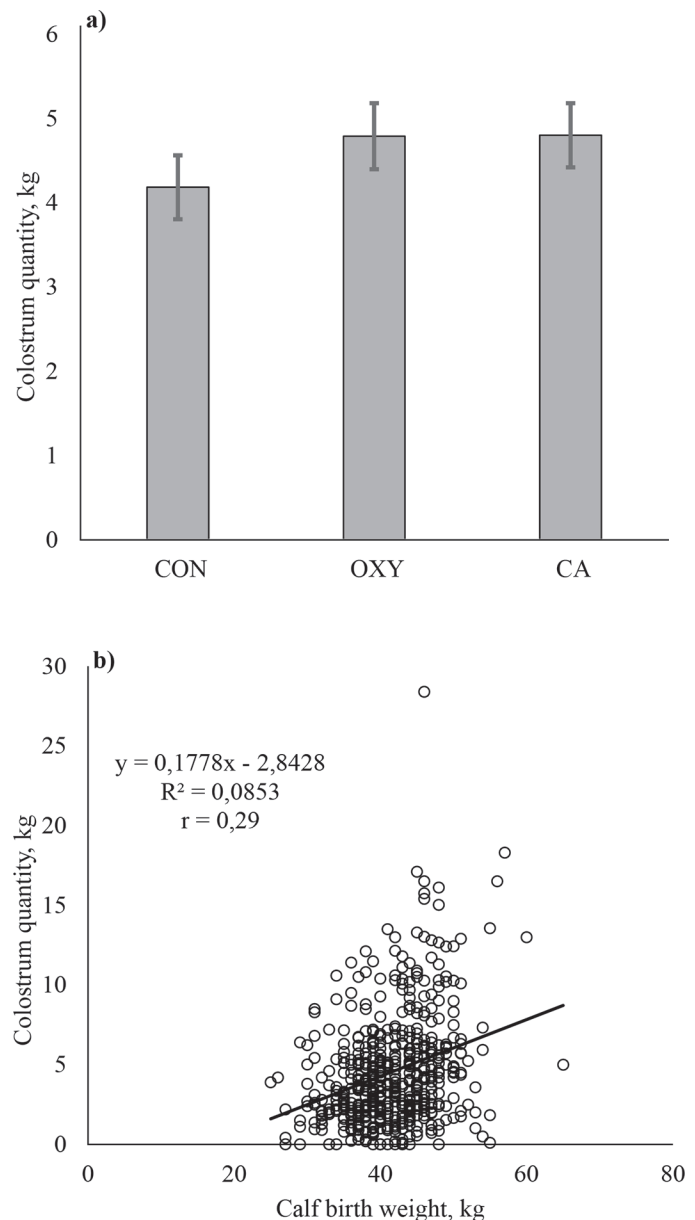 a)
6
5
4
3
2
1
0
Colostrum quantity, kg
CON OXY CA
b)
30
25
20
15
10
5
0
Colostrum quantity, kg
y = 0,1778x - 2,8428
R² = 0,0853
r = 0,29
0 20 40 60 80
Calf birth weight, kg